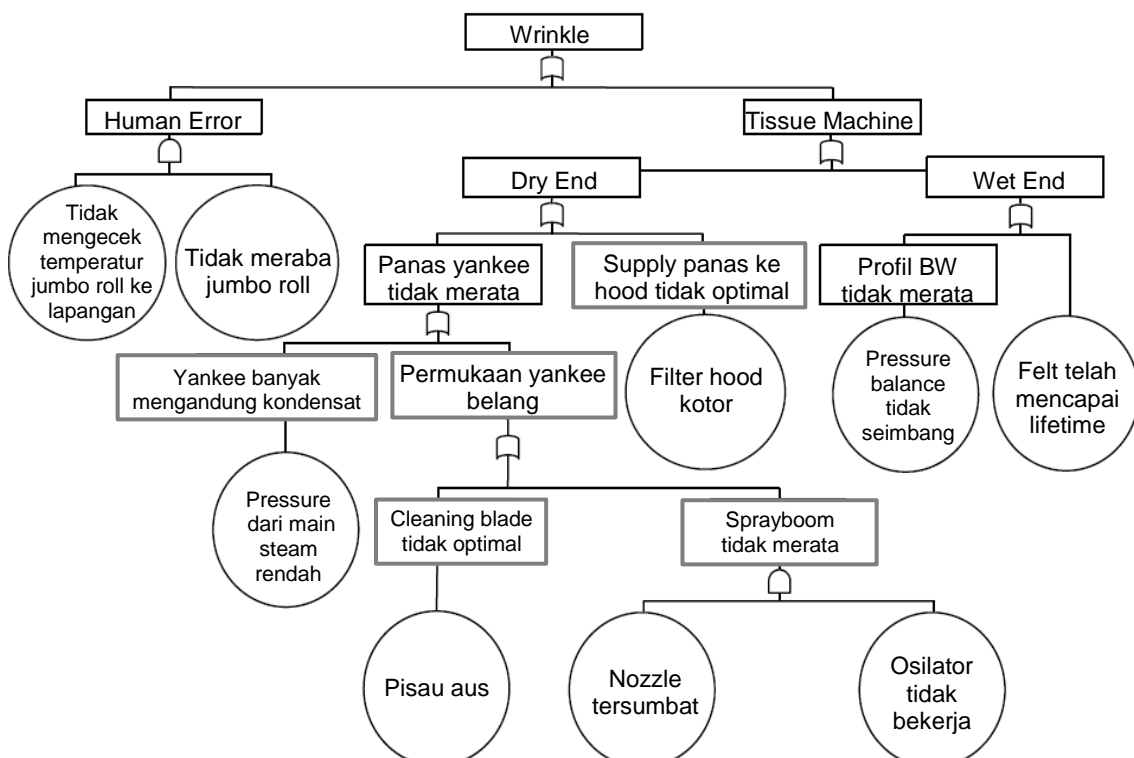 Wrinkle
Human Error
Tissue Machine
Dry End
Wet End
Tidak
mengecek
temperatur
jumbo roll ke
lapangan
Tidak meraba
jumbo roll
Panas yankee
tidak merata
Supply panas ke
hood tidak optimal
Profil BW
tidak merata
Yankee banyak
mengandung kondensat
Permukaan yankee
belang
Filter hood
kotor
Pressure
balance
tidak
seimbang
Felt telah
mencapai
lifetime
Pressure
dari main
steam
rendah
Cleaning blade
tidak optimal
Sprayboom
tidak merata
Pisau aus
Nozzle
tersumbat
Osilator
tidak
bekerja